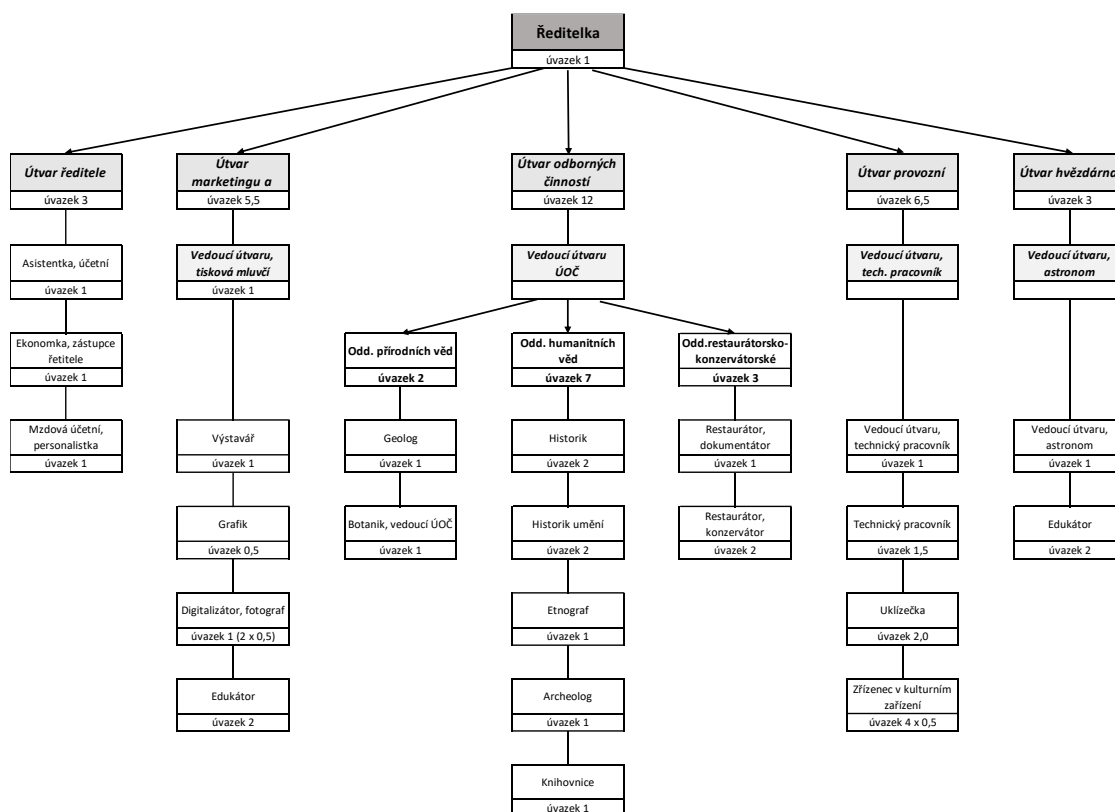 Ředitelka
úvazek 1
Útvar ředitele
úvazek 3
Útvar
marketingu a
úvazek 5,5
Útvar odborných
činností
úvazek 12
Útvar provozní
úvazek 6,5
Útvar hvězdárna
úvazek 3
Asistentka, účetní
úvazek 1
Vedoucí útvaru,
tisková mluvčí
úvazek 1
Vedoucí útvaru
ÚOČ
Vedoucí útvaru,
tech. pracovník
Vedoucí útvaru,
astronom
Ekonomka, zástupce
řetitele
úvazek 1
Odd. přírodních věd
úvazek 2
Odd. humanitních
věd
úvazek 7
Odd.restaurátorsko-
konzervátorské
úvazek 3
Mzdová účetní,
personalistka
úvazek 1
Výstavář
úvazek 1
Geolog
úvazek 1
Historik
úvazek 2
Restaurátor,
dokumentátor
úvazek 1
Vedoucí útvaru,
technický pracovník
úvazek 1
Vedoucí útvaru,
astronom
úvazek 1
Grafik
úvazek 0,5
Botanik, vedoucí ÚOČ
úvazek 1
Historik umění
úvazek 2
Restaurátor,
konzervátor
úvazek 2
Technický pracovník
úvazek 1,5
Edukátor
úvazek 2
Digitalizátor, fotograf
úvazek 1 (2 x 0,5)
Etnograf
úvazek 1
Uklízečka
úvazek 2,0
Edukátor
úvazek 2
Archeolog
úvazek 1
Zřízenec v kulturním
zařízení
úvazek 4 x 0,5
Knihovnice
úvazek 1